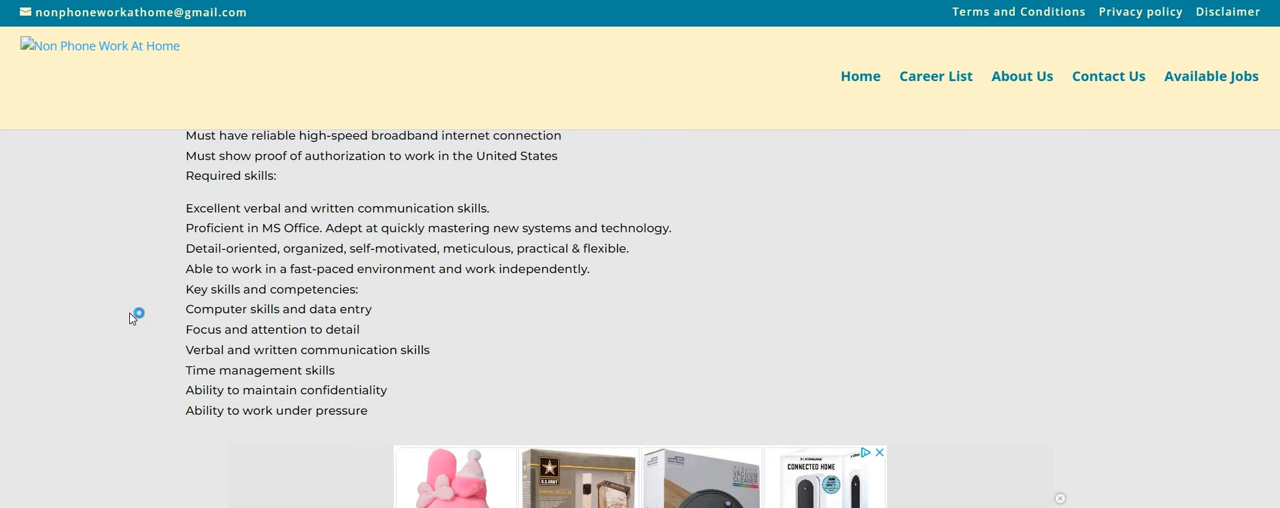 nonphoneworkathome@gmail.com
Terms and Conditions Privacy policy Disclaimer
Non Phone Work At Home
Home Career List About Us Contact Us Available Jobs
Must have reliable high-speed broadband internet connection
Must show proof of authorization to work in the United States
Required skills:
Excellent verbal and written communication skills.
Proficient in MS Office. Adept at quickly mastering new systems and technology.
Detail-oriented, organized, self-motivated, meticulous, practical & flexible.
Able to work in a fast-paced environment and work independently.
Key skills and competencies:
Computer skills and data entry
Focus and attention to detail
Verbal and written communication skills
Time management skills
Ability to maintain confidentiality
Ability to work under pressure
U.S. ARMY
CONNECTED HOME